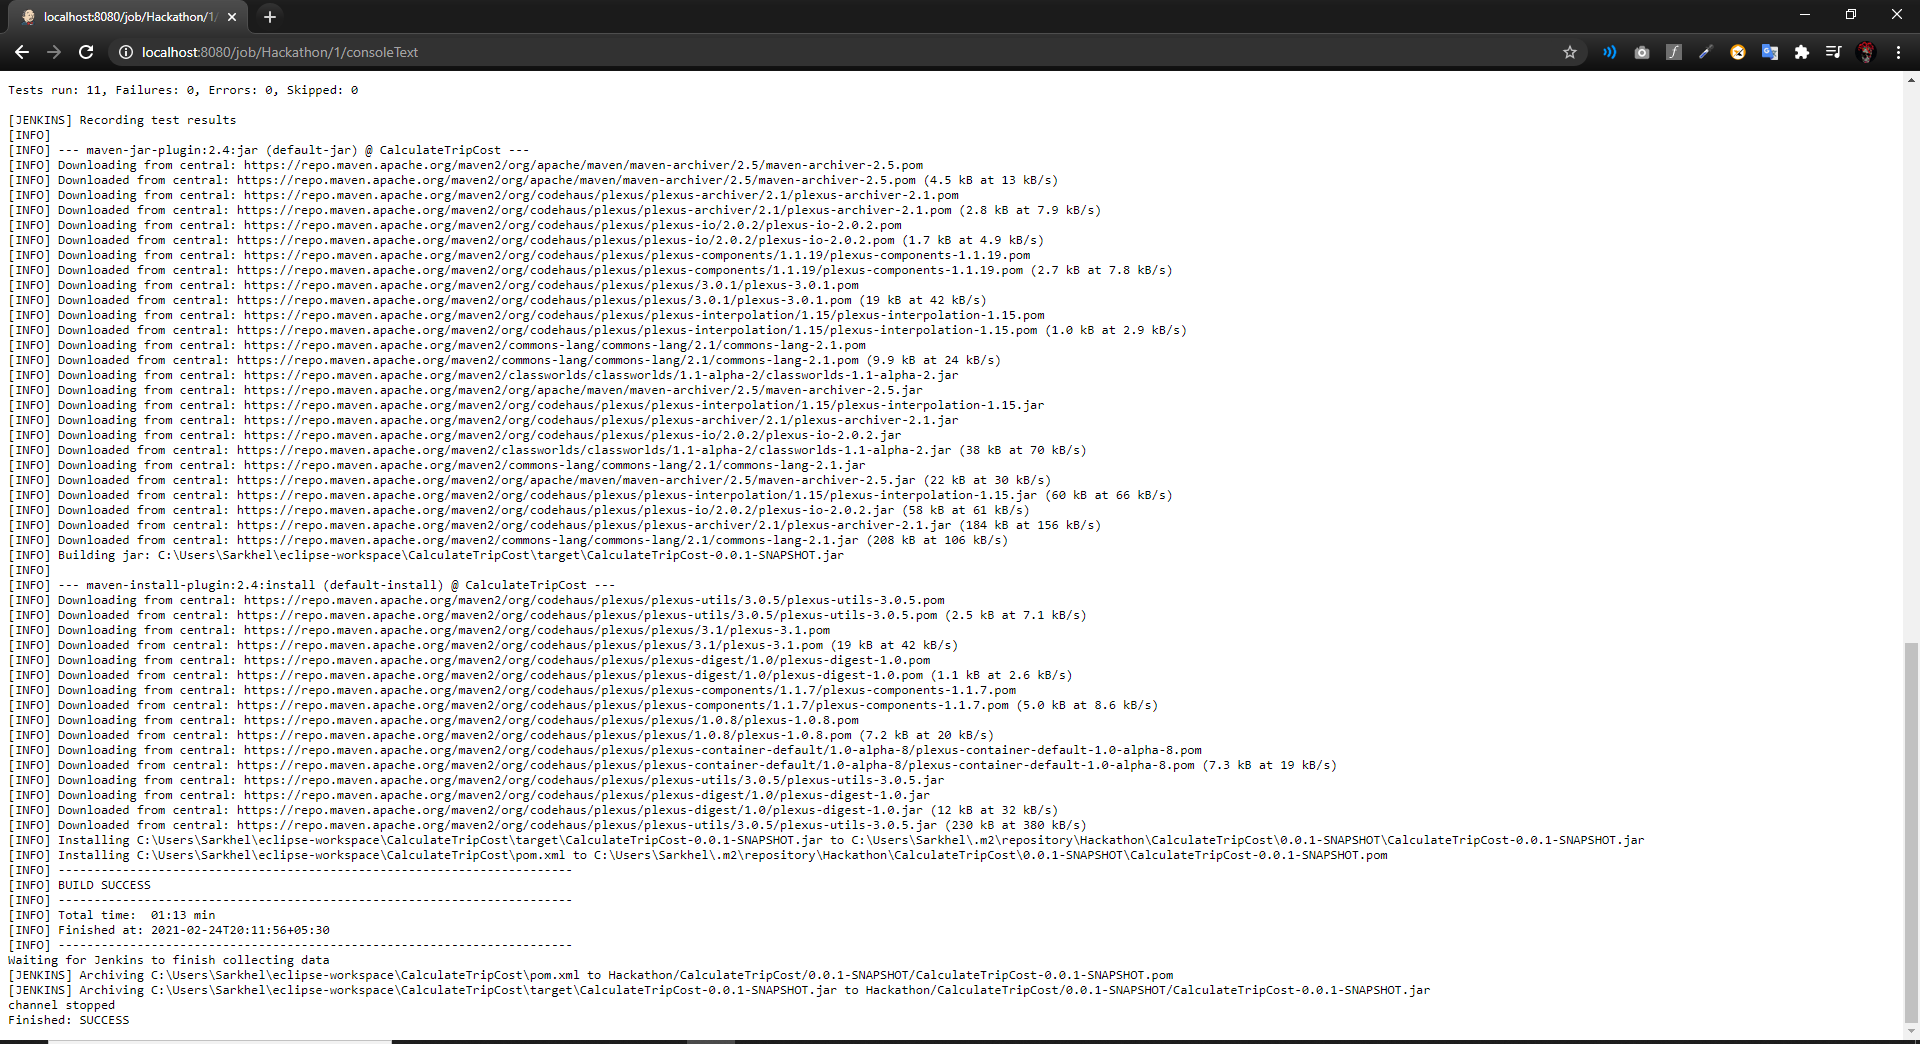 localhost:8080/job/Hackathon/1/
localhost:8080/job/Hackathon/1/consoleText
Tests run: 11, Failures: 0, Errors: 0, Skipped: 0
[JENKINS] Recording test results
[INFO]
[INFO] --- maven-jar-plugin:2.4:jar (default-jar) @ CalculateTripCost ---
[INFO] Downloading from central: https://repo.maven.apache.org/maven2/org/apache/maven/maven-archiver/2.5/maven-archiver-2.5.pom
[INFO] Downloaded from central: https://repo.maven.apache.org/maven2/org/apache/maven/maven-archiver/2.5/maven-archiver-2.5.pom (4.5 kB at 13 kB/s)
[INFO] Downloading from central: https://repo.maven.apache.org/maven2/org/codehaus/plexus/plexus-archiver/2.1/plexus-archiver-2.1.pom
[INFO] Downloaded from central: https://repo.maven.apache.org/maven2/org/codehaus/plexus/plexus-archiver/2.1/plexus-archiver-2.1.pom (2.8 kB at 7.9 kB/s)
[INFO] Downloading from central: https://repo.maven.apache.org/maven2/org/codehaus/plexus/plexus-io/2.0.2/plexus-io-2.0.2.pom
[INFO] Downloaded from central: https://repo.maven.apache.org/maven2/org/codehaus/plexus/plexus-io/2.0.2/plexus-io-2.0.2.pom (1.7 kB at 4.9 kB/s)
[INFO] Downloading from central: https://repo.maven.apache.org/maven2/org/codehaus/plexus/plexus-components/1.1.19/plexus-components-1.1.19.pom
[INFO] Downloaded from central: https://repo.maven.apache.org/maven2/org/codehaus/plexus/plexus-components/1.1.19/plexus-components-1.1.19.pom (2.7 kB at 7.8 kB/s)
[INFO] Downloading from central: https://repo.maven.apache.org/maven2/org/codehaus/plexus/plexus/3.0.1/plexus-3.0.1.pom
[INFO] Downloaded from central: https://repo.maven.apache.org/maven2/org/codehaus/plexus/plexus/3.0.1/plexus-3.0.1.pom (19 kB at 42 kB/s)
[INFO] Downloading from central: https://repo.maven.apache.org/maven2/org/codehaus/plexus/plexus-interpolation/1.15/plexus-interpolation-1.15.pom
[INFO] Downloaded from central: https://repo.maven.apache.org/maven2/org/codehaus/plexus/plexus-interpolation/1.15/plexus-interpolation-1.15.pom (1.0 kB at 2.9 kB/s)
[INFO] Downloading from central: https://repo.maven.apache.org/maven2/commons-lang/commons-lang/2.1/commons-lang-2.1.pom
[INFO] Downloaded from central: https://repo.maven.apache.org/maven2/commons-lang/commons-lang/2.1/commons-lang-2.1.pom (9.9 kB at 24 kB/s)
[INFO] Downloading from central: https://repo.maven.apache.org/maven2/classworlds/classworlds/1.1-alpha-2/classworlds-1.1-alpha-2.jar
[INFO] Downloading from central: https://repo.maven.apache.org/maven2/org/apache/maven/maven-archiver/2.5/maven-archiver-2.5.jar
[INFO] Downloading from central: https://repo.maven.apache.org/maven2/org/codehaus/plexus/plexus-interpolation/1.15/plexus-interpolation-1.15.jar
[INFO] Downloading from central: https://repo.maven.apache.org/maven2/org/codehaus/plexus/plexus-archiver/2.1/plexus-archiver-2.1.jar
[INFO] Downloading from central: https://repo.maven.apache.org/maven2/org/codehaus/plexus/plexus-io/2.0.2/plexus-io-2.0.2.jar
[INFO] Downloaded from central: https://repo.maven.apache.org/maven2/classworlds/classworlds/1.1-alpha-2/classworlds-1.1-alpha-2.jar (38 kB at 70 kB/s)
[INFO] Downloading from central: https://repo.maven.apache.org/maven2/commons-lang/commons-lang/2.1/commons-lang-2.1.jar
[INFO] Downloaded from central: https://repo.maven.apache.org/maven2/org/apache/maven/maven-archiver/2.5/maven-archiver-2.5.jar (22 kB at 30 kB/s)
[INFO] Downloaded from central: https://repo.maven.apache.org/maven2/org/codehaus/plexus/plexus-interpolation/1.15/plexus-interpolation-1.15.jar (60 kB at 66 kB/s)
[INFO] Downloaded from central: https://repo.maven.apache.org/maven2/org/codehaus/plexus/plexus-io/2.0.2/plexus-io-2.0.2.jar (58 kB at 61 kB/s)
[INFO] Downloaded from central: https://repo.maven.apache.org/maven2/org/codehaus/plexus/plexus-archiver/2.1/plexus-archiver-2.1.jar (184 kB at 156 kB/s)
[INFO] Downloaded from central: https://repo.maven.apache.org/maven2/commons-lang/commons-lang/2.1/commons-lang-2.1.jar (208 kB at 106 kB/s)
[INFO] Building jar: C:\Users\Sarkhel\eclipse-workspace\CalculateTripCost\target\CalculateTripCost-0.0.1-SNAPSHOT.jar
[INFO]
[INFO] --- maven-install-plugin:2.4:install (default-install) @ CalculateTripCost ---
[INFO] Downloading from central: https://repo.maven.apache.org/maven2/org/codehaus/plexus/plexus-utils/3.0.5/plexus-utils-3.0.5.pom
[INFO] Downloaded from central: https://repo.maven.apache.org/maven2/org/codehaus/plexus/plexus-utils/3.0.5/plexus-utils-3.0.5.pom (2.5 kB at 7.1 kB/s)
[INFO] Downloading from central: https://repo.maven.apache.org/maven2/org/codehaus/plexus/plexus/3.1/plexus-3.1.pom
[INFO] Downloaded from central: https://repo.maven.apache.org/maven2/org/codehaus/plexus/plexus/3.1/plexus-3.1.pom (19 kB at 42 kB/s)
[INFO] Downloading from central: https://repo.maven.apache.org/maven2/org/codehaus/plexus/plexus-digest/1.0/plexus-digest-1.0.pom
[INFO] Downloaded from central: https://repo.maven.apache.org/maven2/org/codehaus/plexus/plexus-digest/1.0/plexus-digest-1.0.pom (1.1 kB at 2.6 kB/s)
[INFO] Downloading from central: https://repo.maven.apache.org/maven2/org/codehaus/plexus/plexus-components/1.1.7/plexus-components-1.1.7.pom
[INFO] Downloaded from central: https://repo.maven.apache.org/maven2/org/codehaus/plexus/plexus-components/1.1.7/plexus-components-1.1.7.pom (5.0 kB at 8.6 kB/s)
[INFO] Downloading from central: https://repo.maven.apache.org/maven2/org/codehaus/plexus/plexus/1.0.8/plexus-1.0.8.pom
[INFO] Downloaded from central: https://repo.maven.apache.org/maven2/org/codehaus/plexus/plexus/1.0.8/plexus-1.0.8.pom (7.2 kB at 20 kB/s)
[INFO] Downloading from central: https://repo.maven.apache.org/maven2/org/codehaus/plexus/plexus-container-default/1.0-alpha-8/plexus-container-default-1.0-alpha-8.pom
[INFO] Downloaded from central: https://repo.maven.apache.org/maven2/org/codehaus/plexus/plexus-container-default/1.0-alpha-8/plexus-container-default-1.0-alpha-8.pom (7.3 kB at 19 kB/s)
[INFO] Downloading from central: https://repo.maven.apache.org/maven2/org/codehaus/plexus/plexus-utils/3.0.5/plexus-utils-3.0.5.jar
[INFO] Downloading from central: https://repo.maven.apache.org/maven2/org/codehaus/plexus/plexus-digest/1.0/plexus-digest-1.0.jar
[INFO] Downloaded from central: https://repo.maven.apache.org/maven2/org/codehaus/plexus/plexus-digest/1.0/plexus-digest-1.0.jar (12 kB at 32 kB/s)
[INFO] Downloaded from central: https://repo.maven.apache.org/maven2/org/codehaus/plexus/plexus-utils/3.0.5/plexus-utils-3.0.5.jar (230 kB at 380 kB/s)
[INFO] Installing C:\Users\Sarkhel\eclipse-workspace\CalculateTripCost\target\CalculateTripCost-0.0.1-SNAPSHOT.jar to C:\Users\Sarkhel\.m2\repository\Hackathon\CalculateTripCost\0.0.1-SNAPSHOT\CalculateTripCost-0.0.1-SNAPSHOT.jar
[INFO] Installing C:\Users\Sarkhel\eclipse-workspace\CalculateTripCost\pom.xml to C:\Users\Sarkhel\.m2\repository\Hackathon\CalculateTripCost\0.0.1-SNAPSHOT\CalculateTripCost-0.0.1-SNAPSHOT.pom
[INFO] ------------------------------------------------------------------------
[INFO] BUILD SUCCESS
[INFO] ------------------------------------------------------------------------
[INFO] Total time:  01:13 min
[INFO] Finished at: 2021-02-24T20:11:56+05:30
[INFO] ------------------------------------------------------------------------
Waiting for Jenkins to finish collecting data
[JENKINS] Archiving C:\Users\Sarkhel\eclipse-workspace\CalculateTripCost\pom.xml to Hackathon/CalculateTripCost/0.0.1-SNAPSHOT/CalculateTripCost-0.0.1-SNAPSHOT.pom
[JENKINS] Archiving C:\Users\Sarkhel\eclipse-workspace\CalculateTripCost\target\CalculateTripCost-0.0.1-SNAPSHOT.jar to Hackathon/CalculateTripCost/0.0.1-SNAPSHOT/CalculateTripCost-0.0.1-SNAPSHOT.jar
channel stopped
Finished: SUCCESS